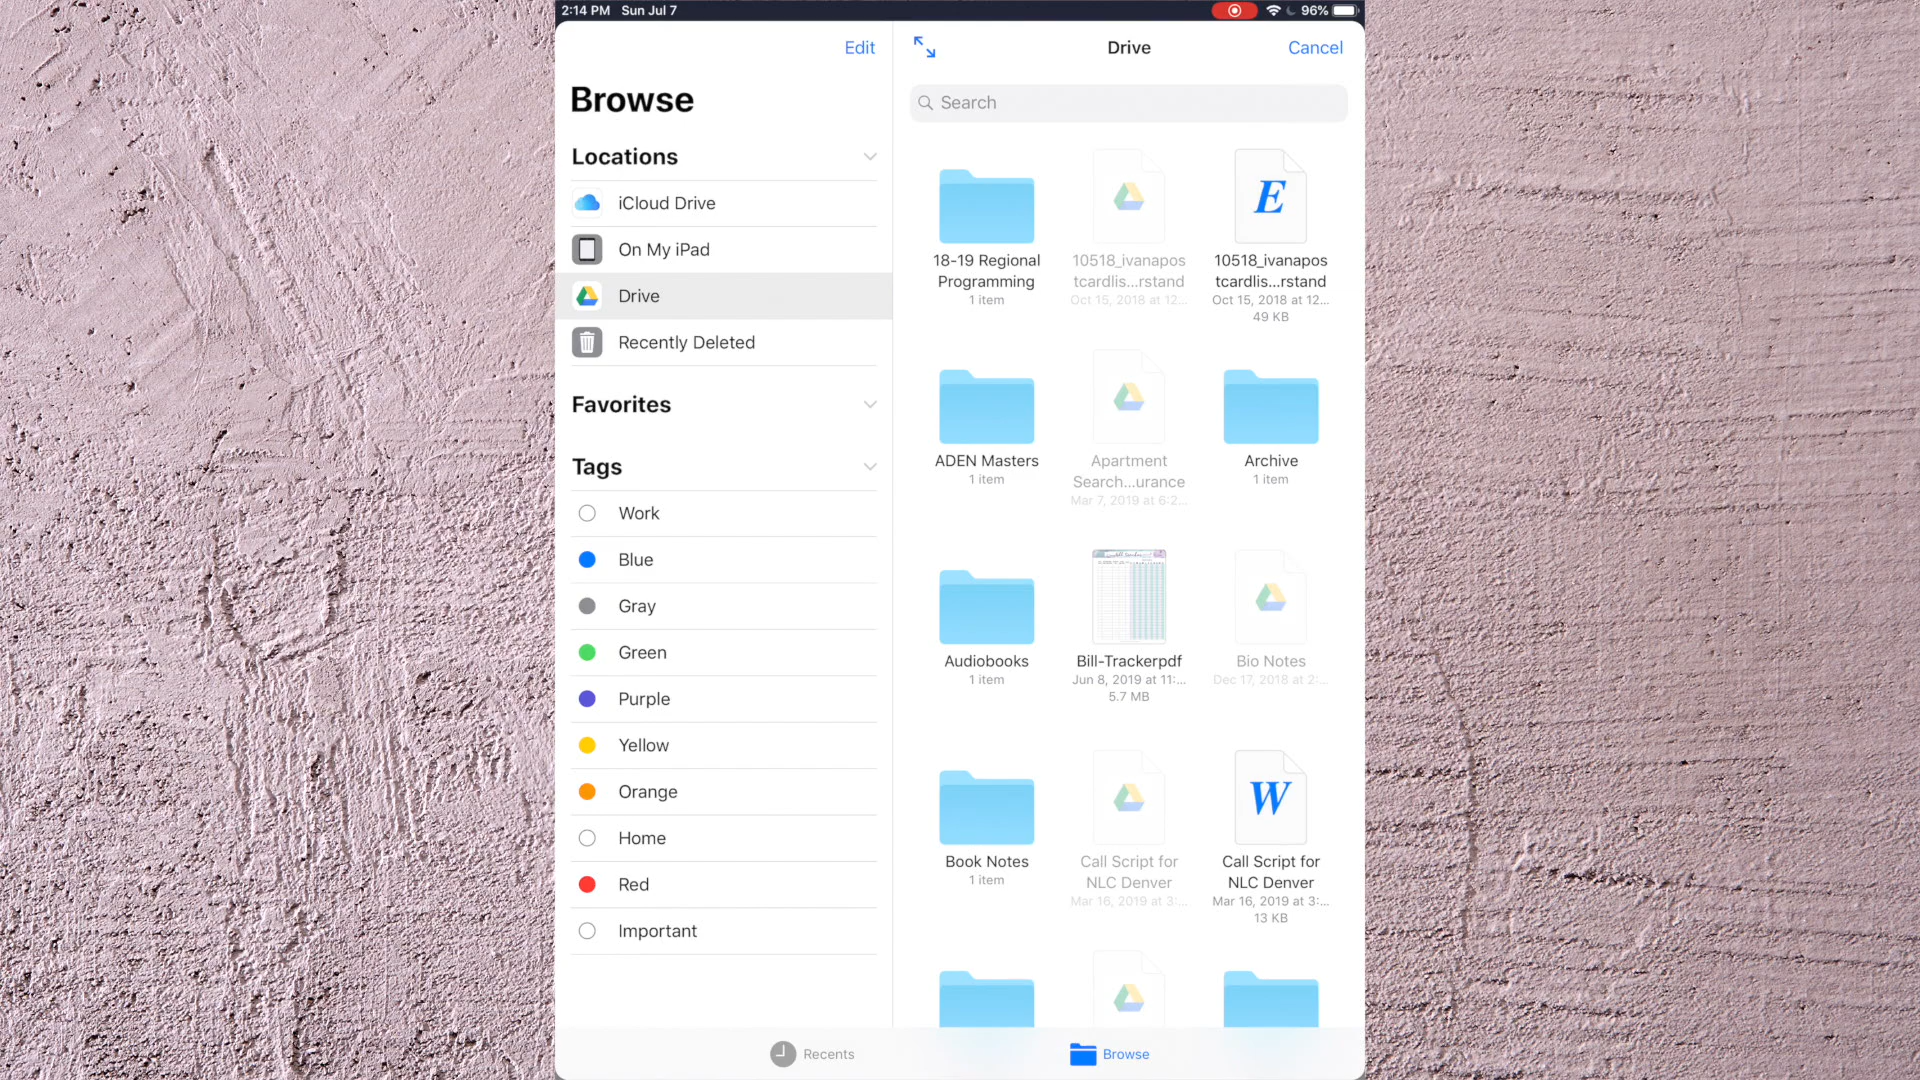 2:14 PM Sun Jul 7
96%
Edit
Browse
Locations
iCloud Drive
On My iPad
Drive
Recently Deleted
Favorites
Tags
Work
Blue
Gray
Green
Purple
Yellow
Orange
Home
Red
Important
Drive
Cancel
Search
18-19 Regional
Programming
1 item
10518_ivanapos
tcardlis...rstand
Oct 15, 2018 at 12...
E
10518_ivanapos
tcardlis...rstand
Oct 15, 2018 at 12...
49 KB
ADEN Masters
1 item
Apartment
Search...urance
Mar 7, 2019 at 6:2...
Archive
1 item
Audiobooks
1 item
Bill-Trackerpdf
Jun 8, 2019 at 11:...
5.7 MB
Bio Notes
Dec 17, 2018 at 2:...
Book Notes
1 item
Call Script for
NLC Denver
Mar 16, 2019 at 3:...
W
Call Script for
NLC Denver
Mar 16, 2019 at 3:...
13 KB
Recents
Browse